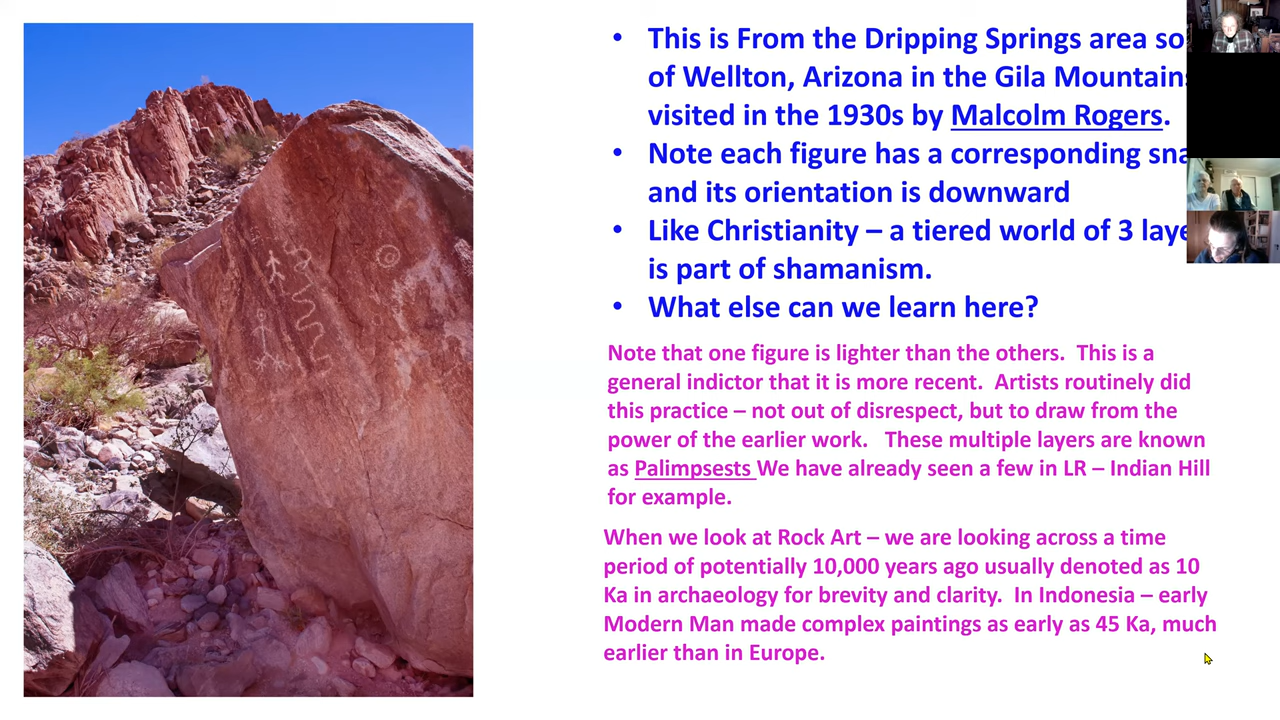 • This is From the Dripping Springs area
of Wellton, Arizona in the Gila Mountain
visited in the 1930s by Malcolm Rogers.
• Note each figure has a corresponding
and its orientation is downward
• Like Christianity – a tiered world of 3
is part of shamanism.
• What else can we learn here?
Note that one figure is lighter than the others. This is a
general indictor that it is more recent. Artists routinely did
this practice – not out of disrespect, but to draw from the
power of the earlier work. These multiple layers are known
as Palimpsests We have already seen a few in LR – Indian Hill
for example.
When we look at Rock Art – we are looking across a time
period of potentially 10,000 years ago usually denoted as 10
Ka in archaeology for brevity and clarity. In Indonesia – early
Modern Man made complex paintings as early as 45 Ka, much
earlier than in Europe.